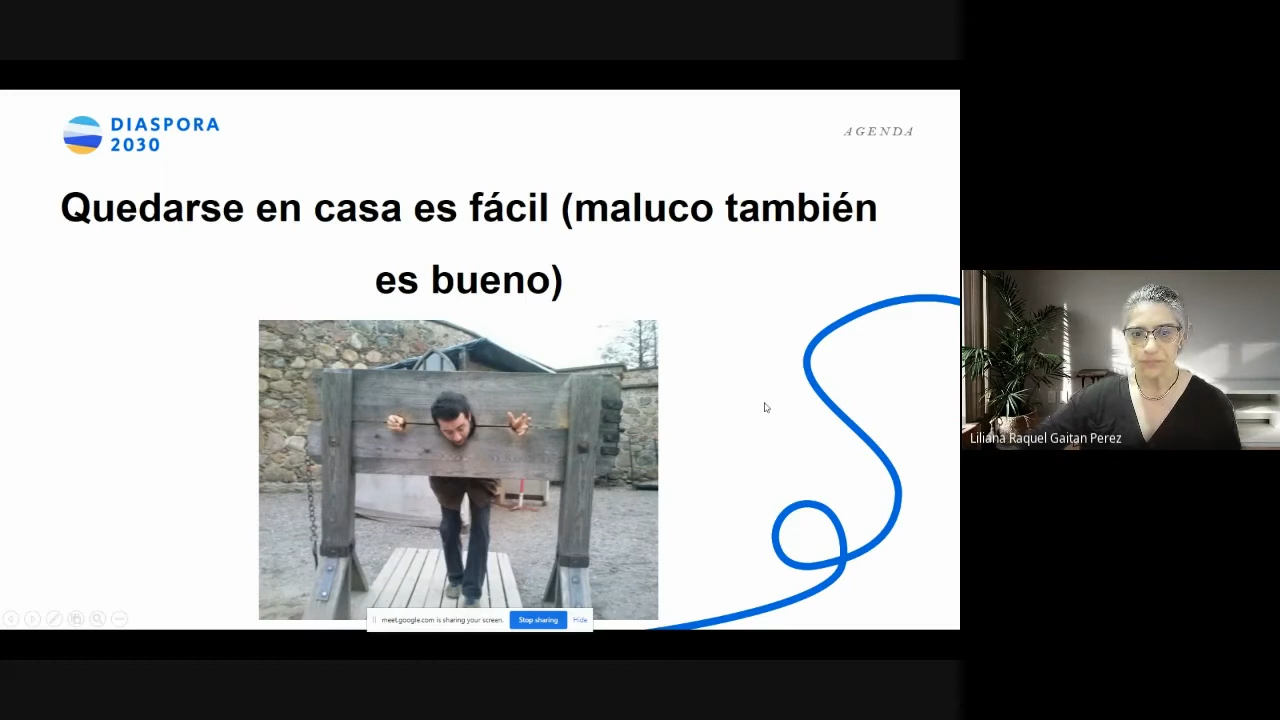 DIASPORA
2030
AGENDA
Quedarse en casa es fácil (maluco también
es bueno)
Liliana Raquel Gaitan Perez
meet.google.com is sharing your screen.
Stop sharing
Hide